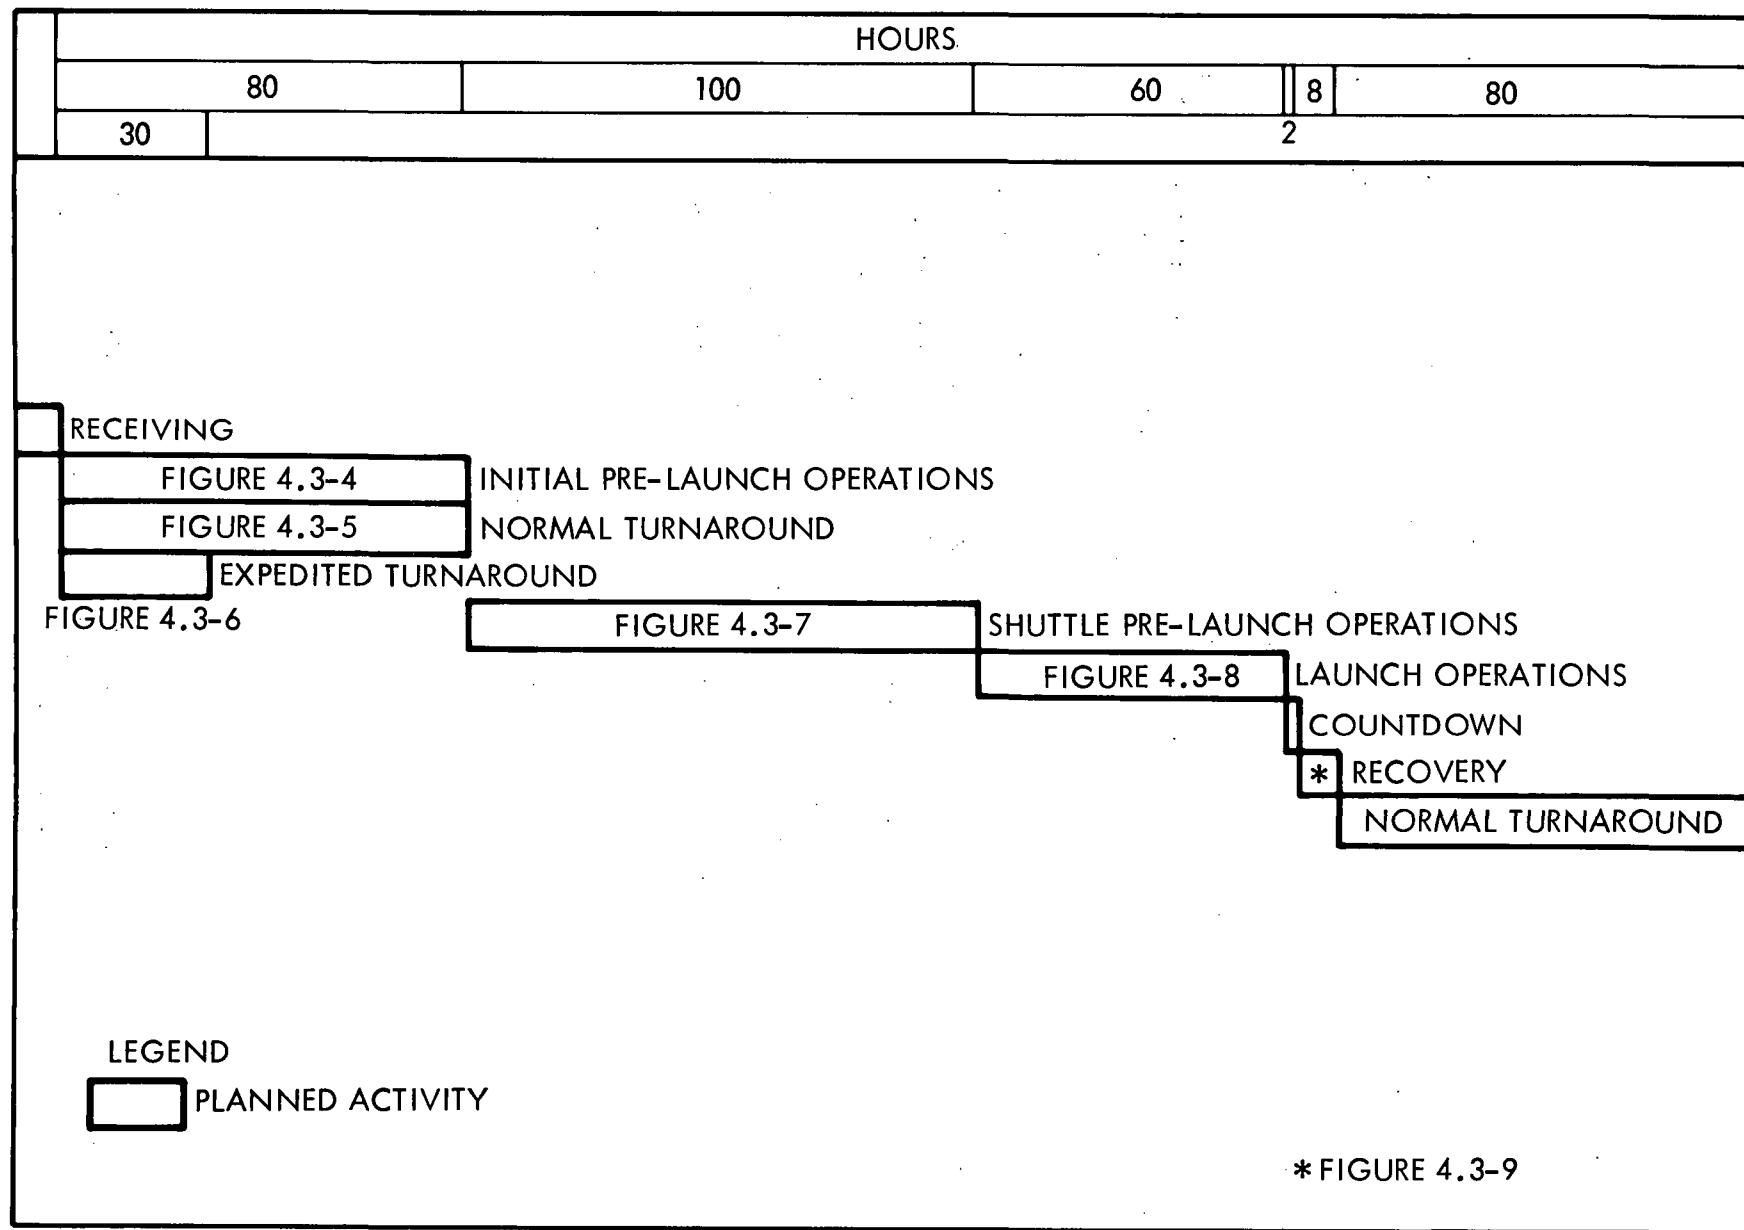 HOURS
80 100 60 8 80
30 2
RECEIVING
FIGURE 4.3-4 INITIAL PRE-LAUNCH OPERATIONS
FIGURE 4.3-5 NORMAL TURNAROUND
EXPEDITED TURNAROUND
FIGURE 4.3-6
FIGURE 4.3-7 SHUTTLE PRE-LAUNCH OPERATIONS
FIGURE 4.3-8 LAUNCH OPERATIONS
COUNTDOWN
* RECOVERY
NORMAL TURNAROUND
LEGEND
PLANNED ACTIVITY
* FIGURE 4.3-9